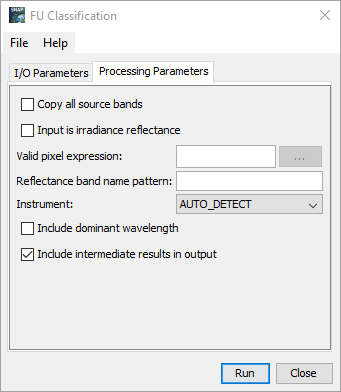 SNAP
FU Classification
File Help
I/O Parameters Processing Parameters
Copy all source bands
Input is irradiance reflectance
Valid pixel expression: ...
Reflectance band name pattern:
Instrument: AUTO_DETECT
Include dominant wavelength
Include intermediate results in output
Run Close